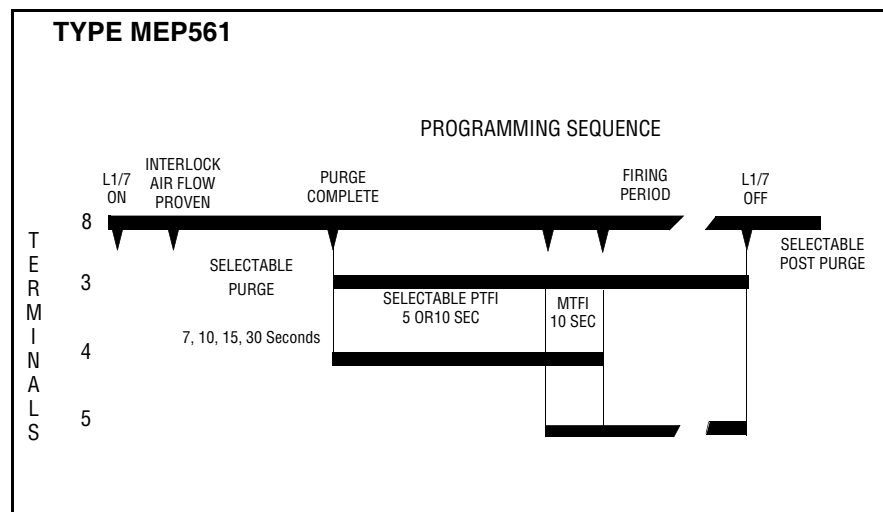 TYPE MEP561
PROGRAMMING SEQUENCE
L1/7
ON
INTERLOCK
AIR FLOW
PROVEN
PURGE
COMPLETE
FIRING
PERIOD
L1/7
OFF
TERMINALS
8
SELECTABLE
POST PURGE
SELECTABLE
PURGE
3
SELECTABLE PTFI
5 OR10 SEC
MTFI
10 SEC
7, 10, 15, 30 Seconds
4
5